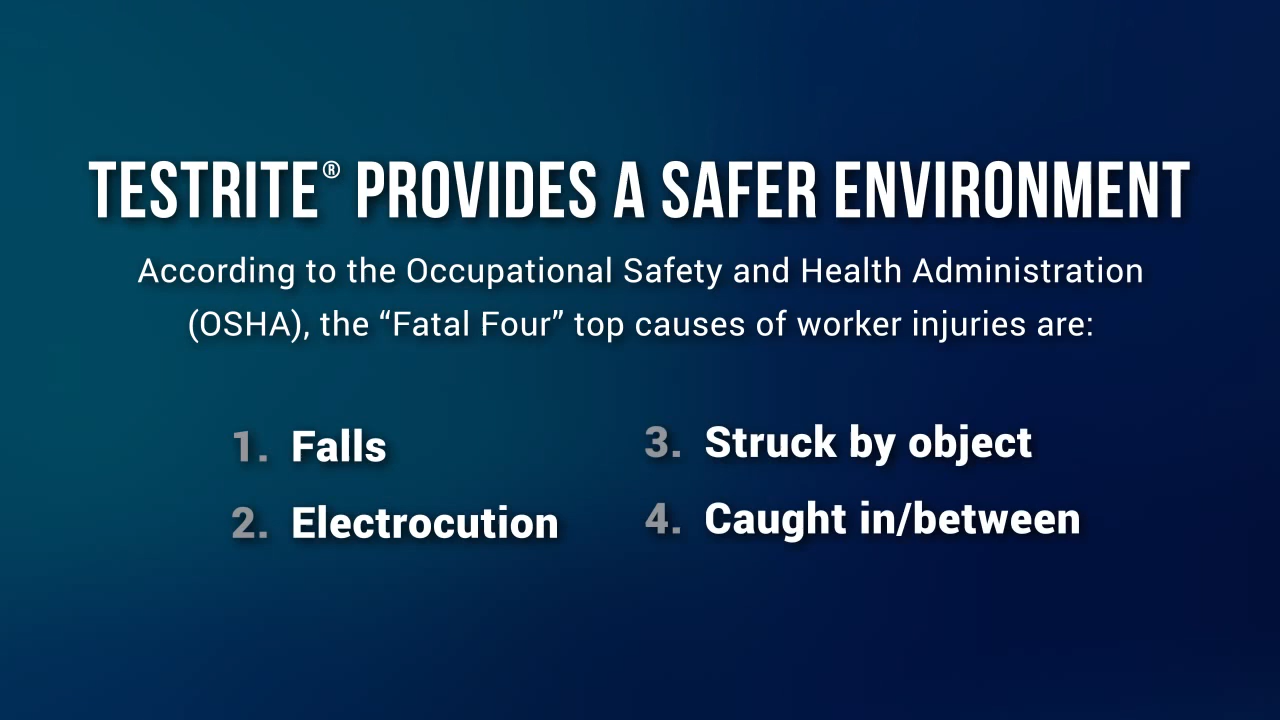 TESTRITE® PROVIDES A SAFER ENVIRONMENT
According to the Occupational Safety and Health Administration
(OSHA), the “Fatal Four” top causes of worker injuries are:
1. Falls
2. Electrocution
3. Struck by object
4. Caught in/between